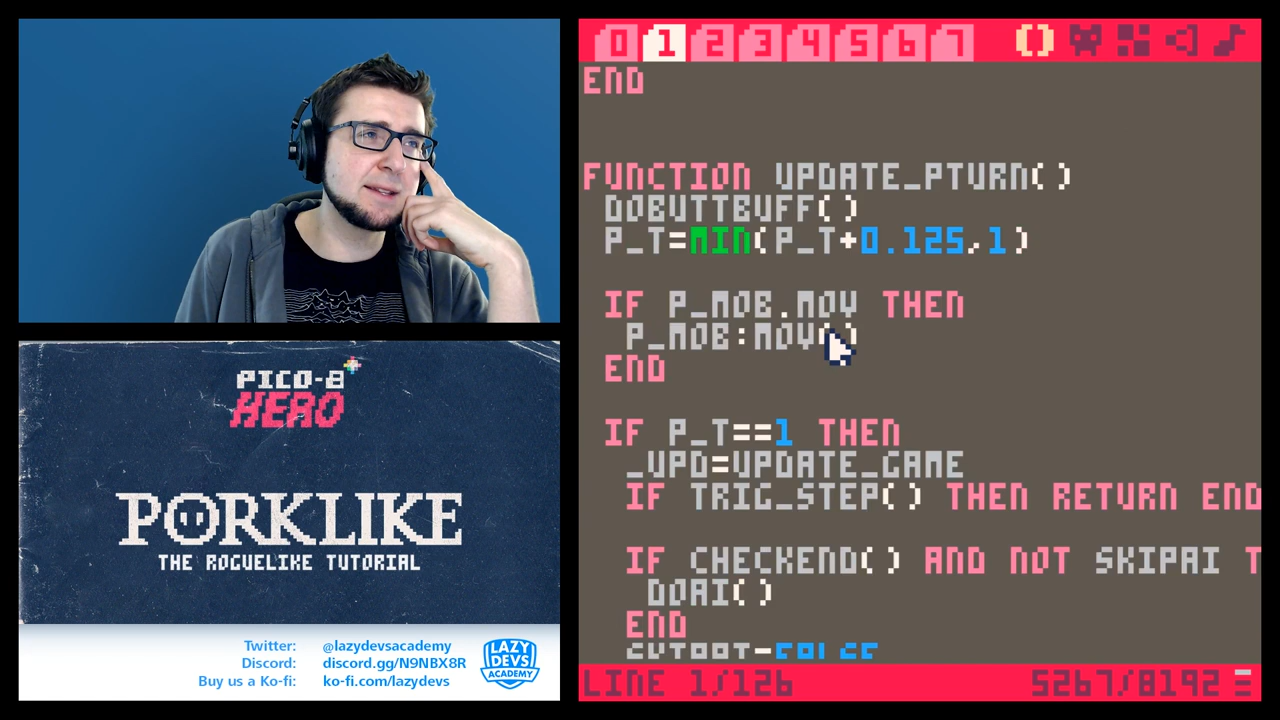 PICO-8
HERO
PORKLIKE
THE ROGUELIKE TUTORIAL
Twitter: @lazydevsacademy
Discord: discord.gg/N9NBX8R
Buy us a Ko-fi: ko-fi.com/lazydevs
LAZY
DEVS
ACADEMY
0 1 2 3 4 5 6 7 ()
END
FUNCTION UPDATE_PTURN()
DOBUTTBUFF()
P_T=MIN(P_T+0.125,1)
IF P_MOB.MOV THEN
P_MOB:MOV()
END
IF P_T==1 THEN
_UPD=UPDATE_GAME
IF TRIG_STEP() THEN RETURN END
IF CHECKEND() AND NOT SKIPAI T
DOAI()
END
LINE 1/126 5267/8192